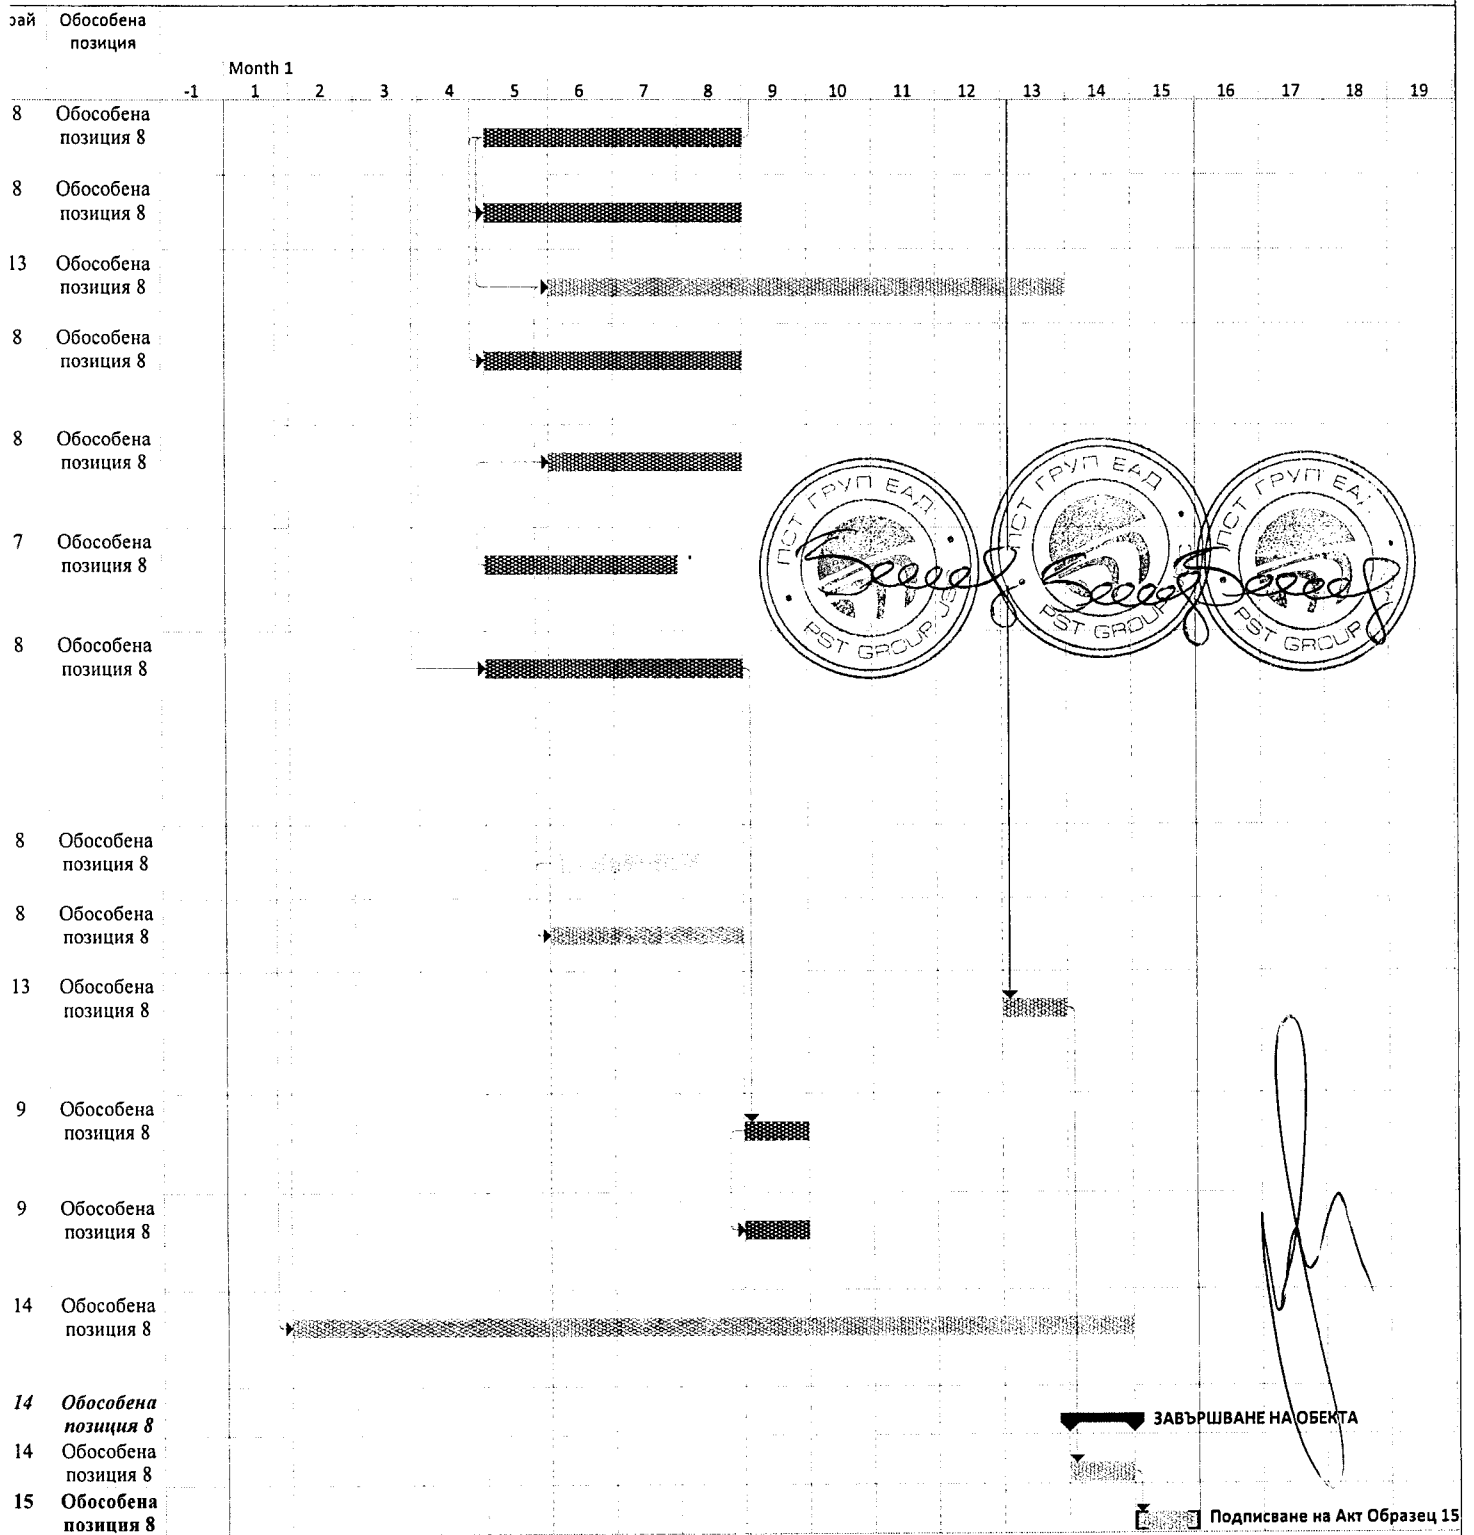 рай Обособена
позиция
Month 1
-1 1 2 3 4 5 6 7 8 9 10 11 12 13 14 15 16 17 18 19
8 Обособена
позиция 8
8 Обособена
позиция 8
13 Обособена
позиция 8
8 Обособена
позиция 8
8 Обособена
позиция 8
ПСТ ГРУП ЕАД
PST GROUP JS
ПСТ ГРУП ЕАД
PST GROUP
ПСТ ГРУП ЕАД
PST GROUP
7 Обособена
позиция 8
8 Обособена
позиция 8
8 Обособена
позиция 8
8 Обособена
позиция 8
13 Обособена
позиция 8
9 Обособена
позиция 8
9 Обособена
позиция 8
14 Обособена
позиция 8
14 Обособена
позиция 8
ЗАВЪРШВАНЕ НА ОБЕКТА
14 Обособена
позиция 8
15 Обособена
позиция 8
Подписване на Акт Образец 15